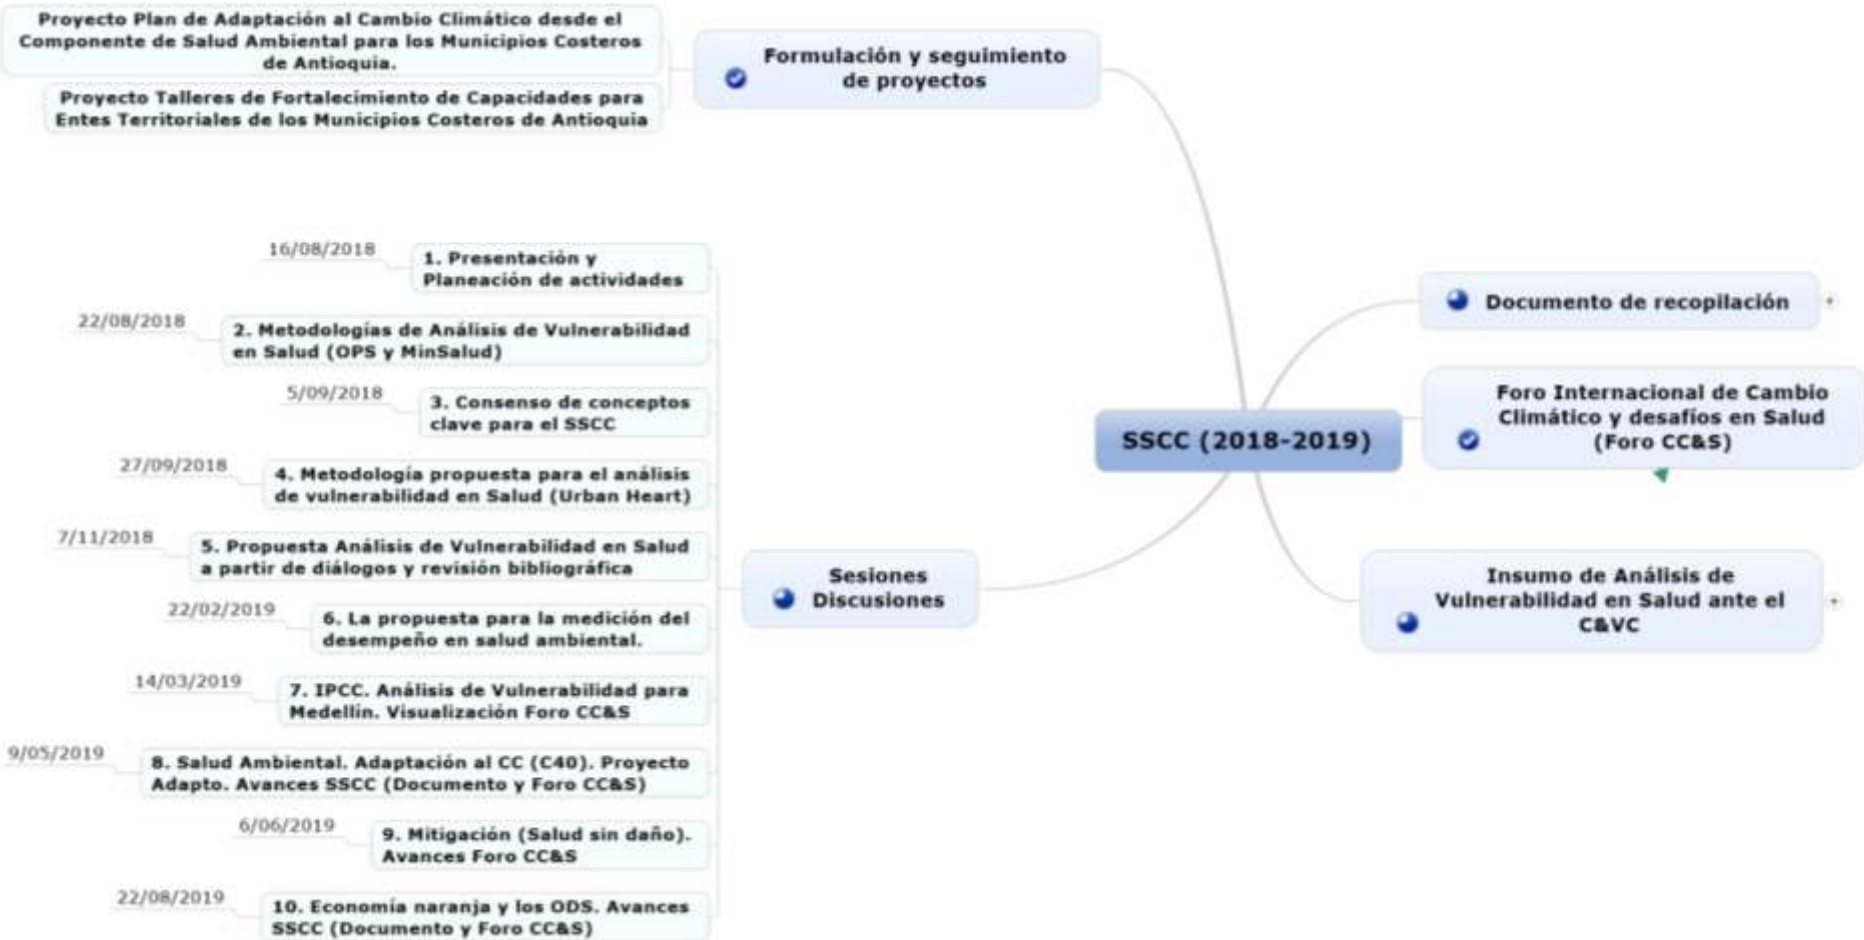 Proyecto Plan de Adaptación al Cambio Climático desde el
Componente de Salud Ambiental para los Municipios Costeros
de Antioquia.
Proyecto Talleres de Fortalecimiento de Capacidades para
Entes Territoriales de los Municipios Costeros de Antioquia
Formulación y seguimiento
de proyectos
16/08/2018
1. Presentación y
Planeación de actividades
22/08/2018
2. Metodologías de Análisis de Vulnerabilidad
en Salud (OPS y MinSalud)
5/09/2018
3. Consenso de conceptos
clave para el SSCC
27/09/2018
4. Metodología propuesta para el análisis
de vulnerabilidad en Salud (Urban Heart)
7/11/2018
5. Propuesta Análisis de Vulnerabilidad en Salud
a partir de diálogos y revisión bibliográfica
22/02/2019
6. La propuesta para la medición del
desempeño en salud ambiental.
14/03/2019
7. IPCC. Análisis de Vulnerabilidad para
Medellín. Visualización Foro CC&S
9/05/2019
8. Salud Ambiental. Adaptación al CC (C40). Proyecto
Adapto. Avances SSCC (Documento y Foro CC&S)
6/06/2019
9. Mitigación (Salud sin daño).
Avances Foro CC&S
22/08/2019
10. Economía naranja y los ODS. Avances
SSCC (Documento y Foro CC&S)
Sesiones
Discusiones
SSCC (2018-2019)
Documento de recopilación
Foro Internacional de Cambio
Climático y desafíos en Salud
(Foro CC&S)
Insumo de Análisis de
Vulnerabilidad en Salud ante el
C&VC